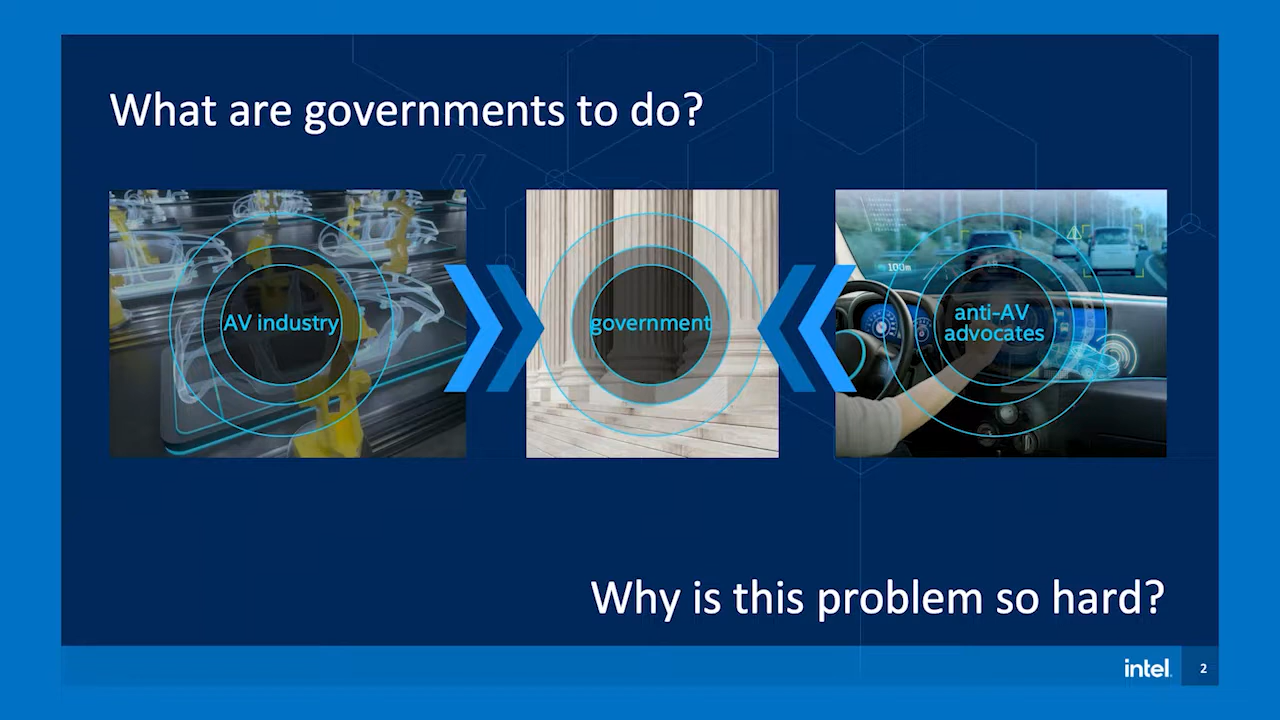 What are governments to do?
AV industry
government
anti-AV
advocates
100m
Why is this problem so hard?
intel.
2